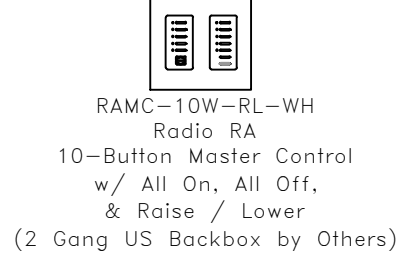 RAMC-10W-RL-WH
Radio RA
10-Button Master Control
w/ All On, All Off,
& Raise / Lower
(2 Gang US Backbox by Others)